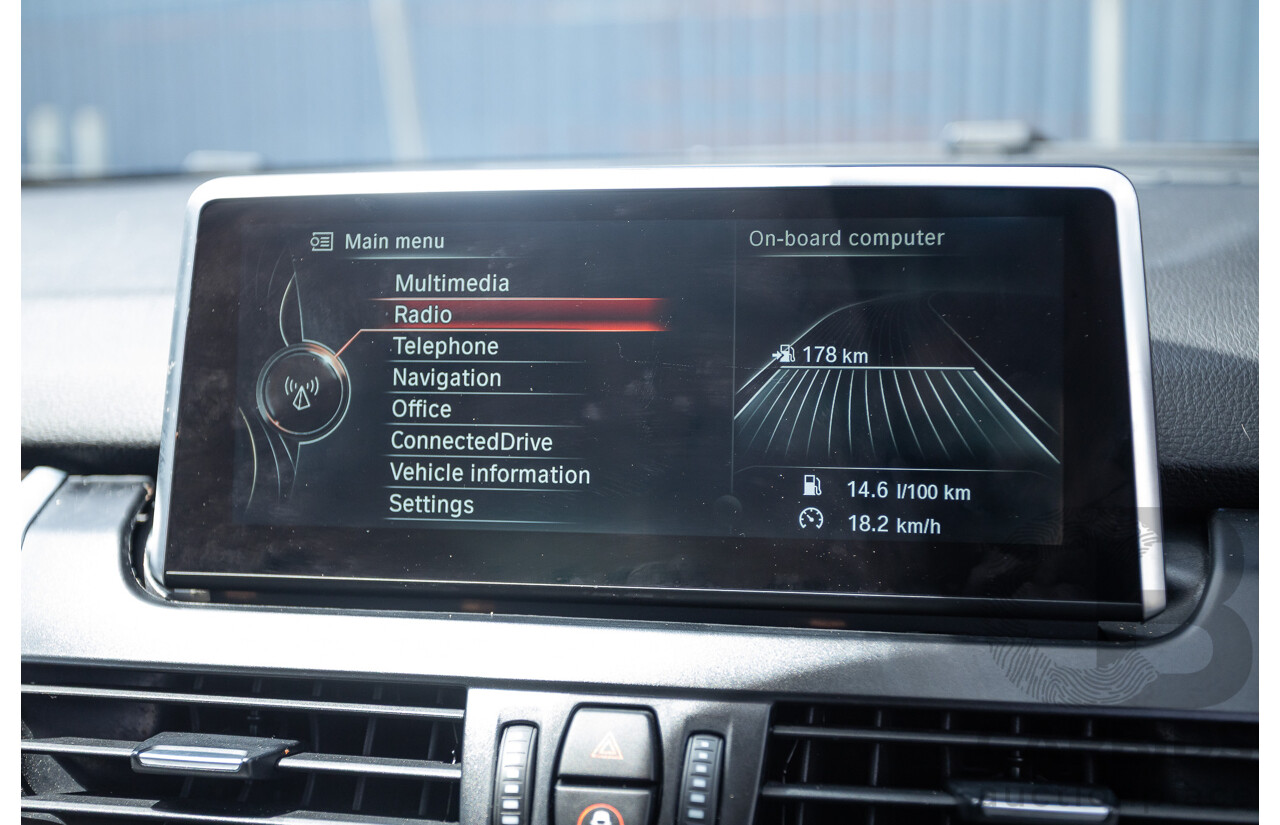 Main menu
Multimedia
Radio
Telephone
Navigation
Office
ConnectedDrive
Vehicle information
Settings
On-board computer
178 km
14.6 l/100 km
18.2 km/h
B